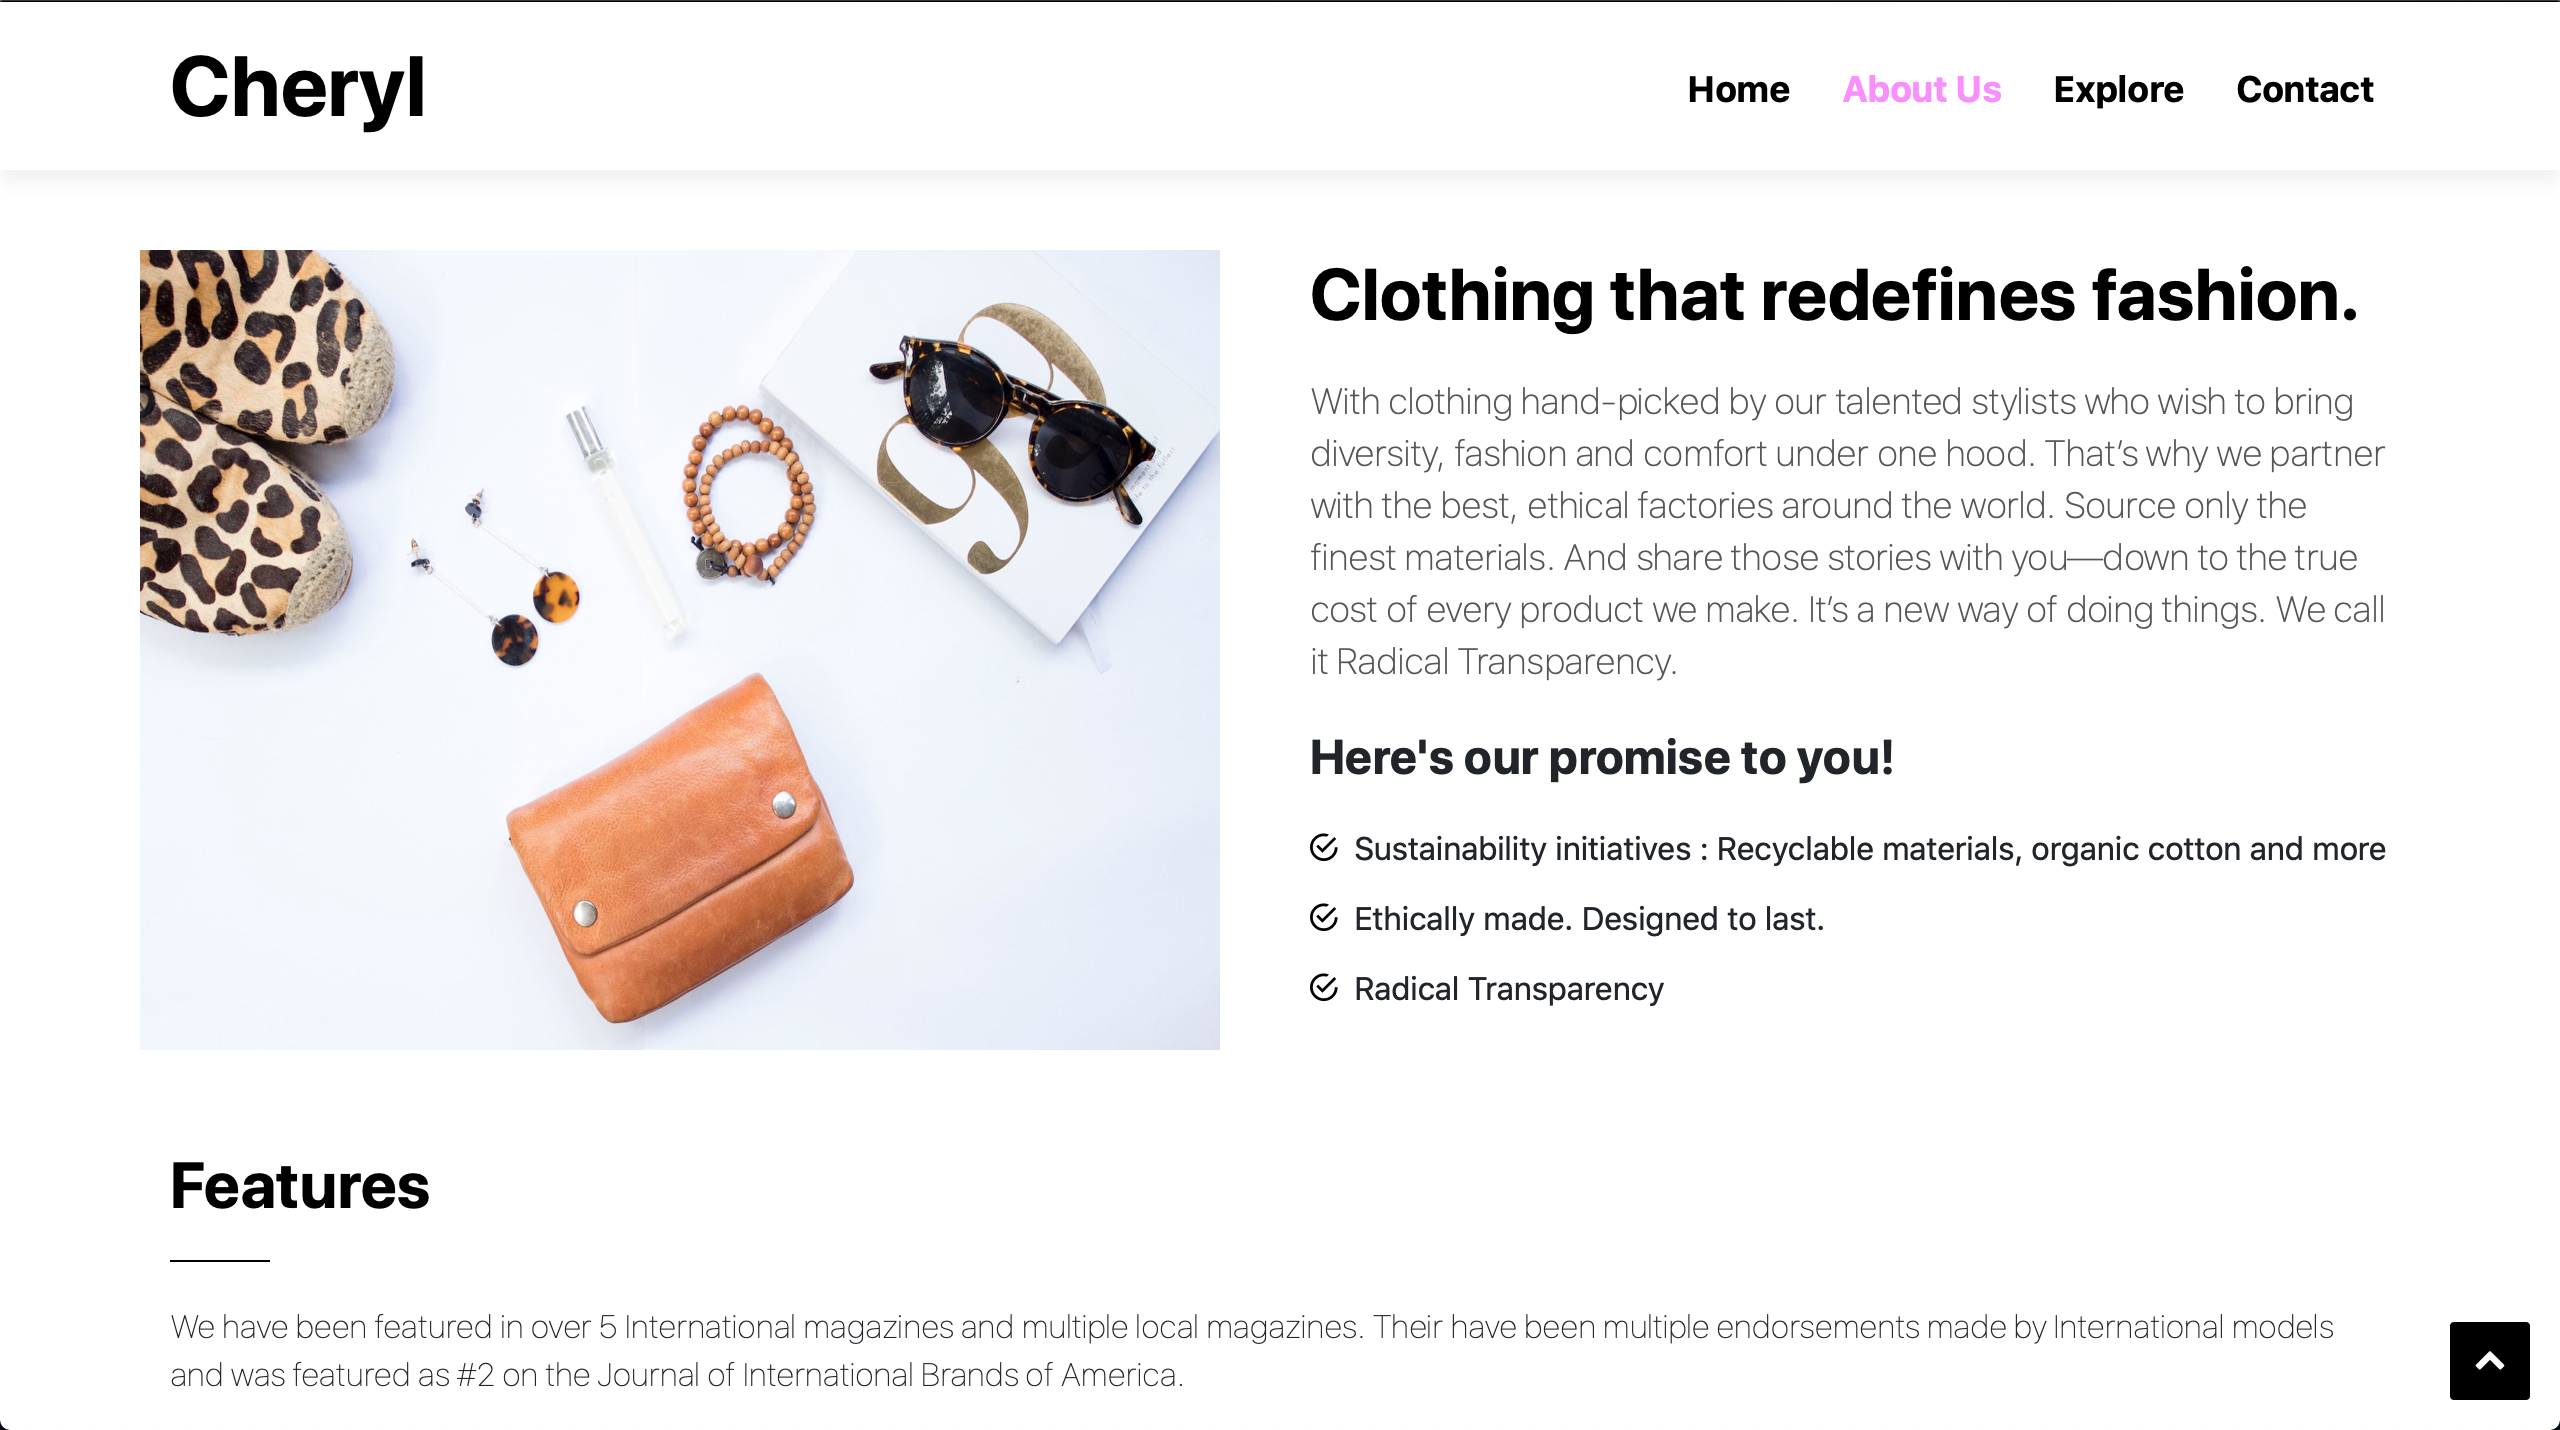 Cheryl
Home About Us Explore Contact
Clothing that redefines fashion.
With clothing hand-picked by our talented stylists who wish to bring
diversity, fashion and comfort under one hood. That’s why we partner
with the best, ethical factories around the world. Source only the
finest materials. And share those stories with you—down to the true
cost of every product we make. It’s a new way of doing things. We call
it Radical Transparency.
Here's our promise to you!
Sustainability initiatives : Recyclable materials, organic cotton and more
Ethically made. Designed to last.
Radical Transparency
Features
We have been featured in over 5 International magazines and multiple local magazines. Their have been multiple endorsements made by International models
and was featured as #2 on the Journal of International Brands of America.